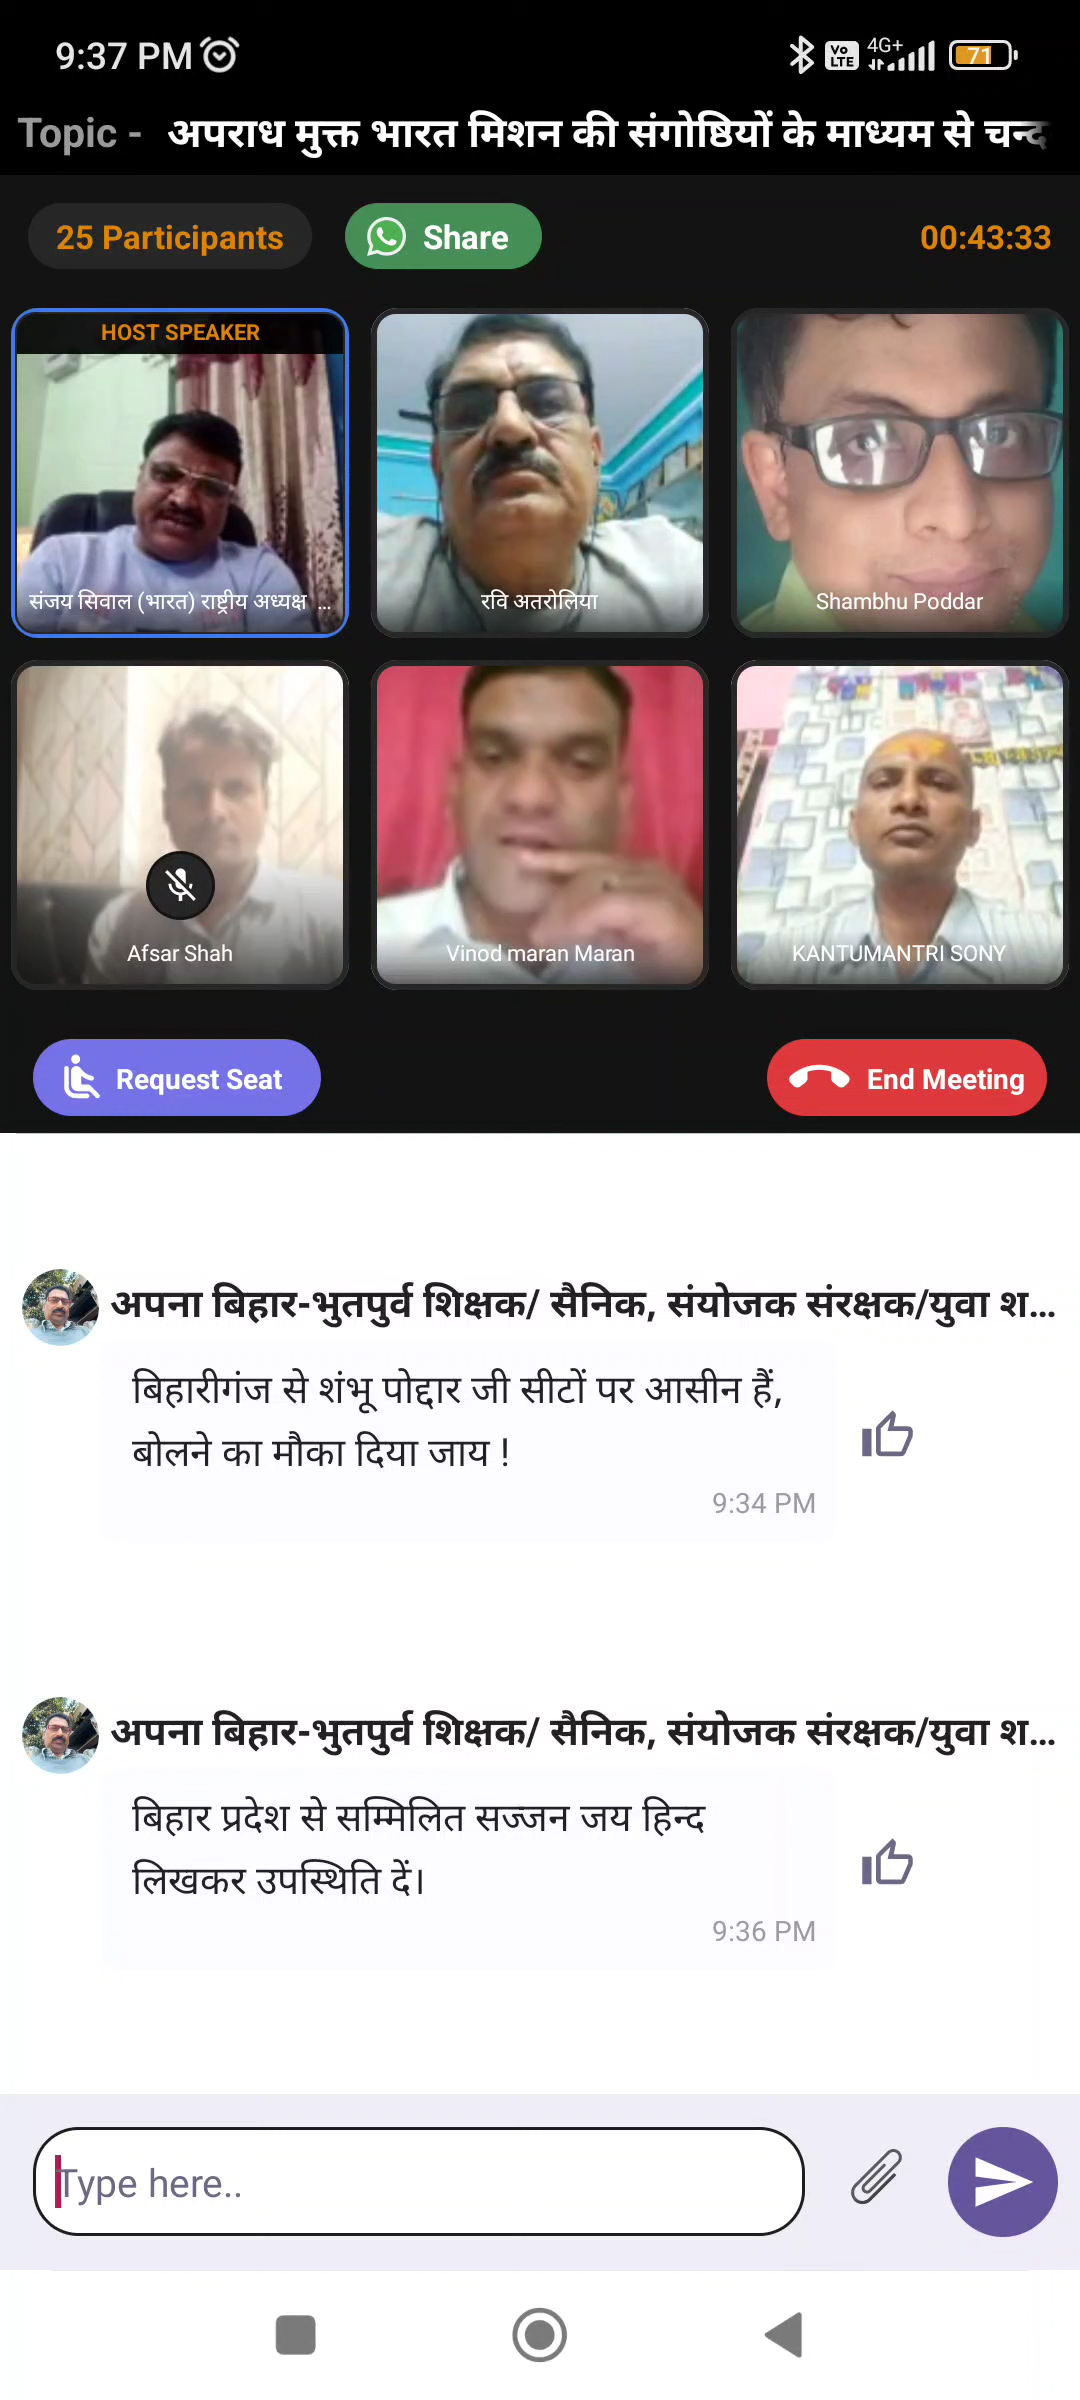 9:37 PM
Vo LTE 4G+ 71
Topic - अपराध मुक्त भारत मिशन की संगोष्ठियों के माध्यम से चन्द
25 Participants
Share
00:43:33
HOST SPEAKER
संजय सिवाल (भारत) राष्ट्रीय अध्यक्ष ...
रवि अतरोलिया
Shambhu Poddar
Afsar Shah
Vinod maran Maran
KANTUMANTRI SONY
Request Seat
End Meeting
अपना बिहार-भुतपुर्व शिक्षक/ सैनिक, संयोजक संरक्षक/युवा श...
बिहारीगंज से शंभू पोद्दार जी सीटों पर आसीन हैं,
बोलने का मौका दिया जाय !
9:34 PM
अपना बिहार-भुतपुर्व शिक्षक/ सैनिक, संयोजक संरक्षक/युवा श...
बिहार प्रदेश से सम्मिलित सज्जन जय हिन्द
लिखकर उपस्थिति दें।
9:36 PM
Type here..